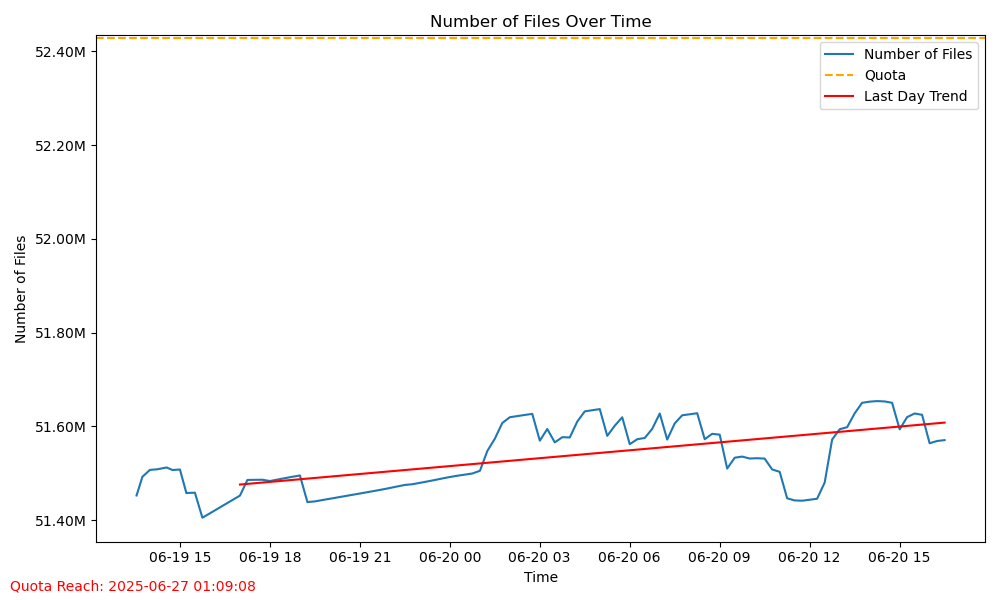 Number of Files Over Time
Number of Files
Quota
Last Day Trend
52.40M
52.20M
52.00M
51.80M
51.60M
51.40M
Number of Files
06-19 15
06-19 18
06-19 21
06-20 00
06-20 03
06-20 06
06-20 09
06-20 12
06-20 15
Time
Quota Reach: 2025-06-27 01:09:08